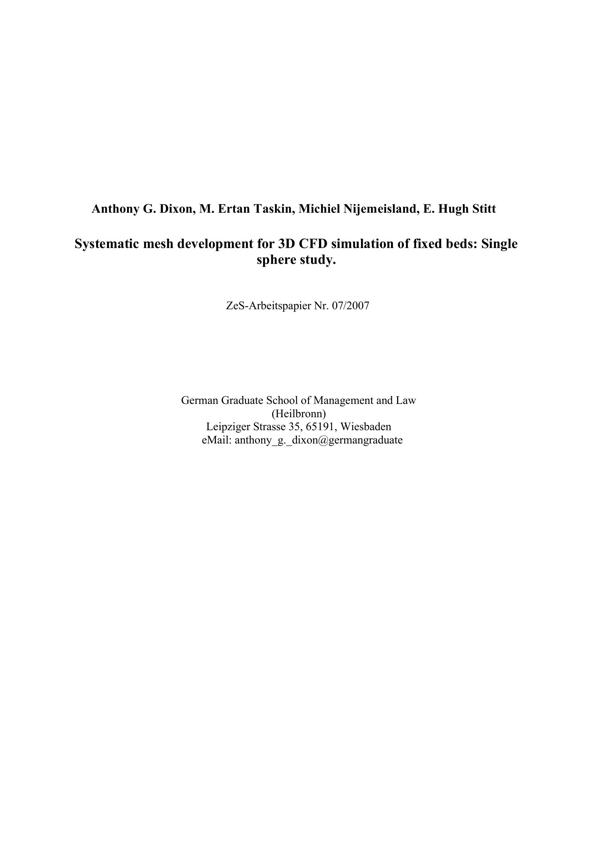 Anthony G. Dixon, M. Ertan Taskin, Michiel Nijemeisland, E. Hugh Stitt
Systematic mesh development for 3D CFD simulation of fixed beds: Single
sphere study.
ZeS-Arbeitspapier Nr. 07/2007
German Graduate School of Management and Law
(Heilbronn)
Leipziger Strasse 35, 65191, Wiesbaden
eMail: anthony_g._dixon@germangraduate